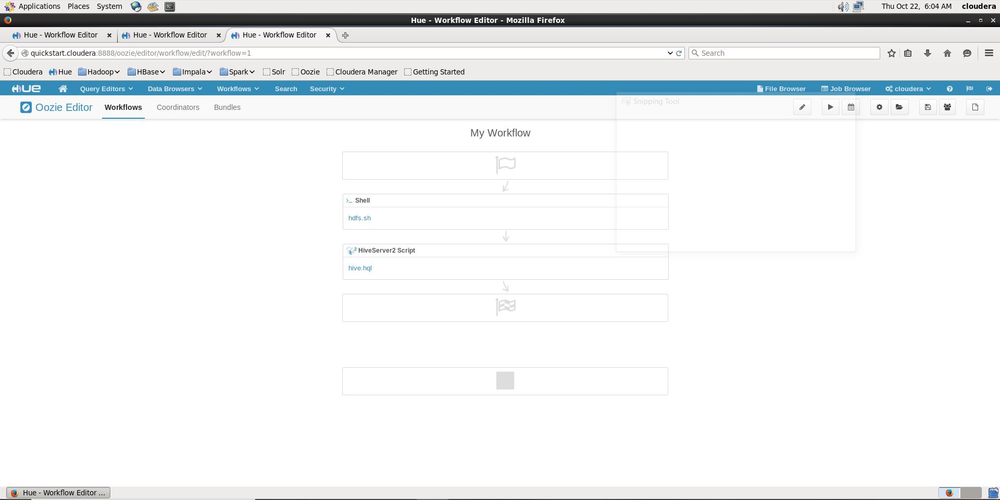 Applications Places System Thu Oct 22, 6:04 AM cloudera
Hue - Workflow Editor - Mozilla Firefox
Hue - Workflow Editor Hue - Workflow Editor Hue - Workflow Editor
quickstart.cloudera:8888/oozie/editor/workflow/edit/?workflow=1 Search
Cloudera Hue Hadoop HBase Impala Spark Solr Oozie Cloudera Manager Getting Started
HUE Query Editors Data Browsers Workflows Search Security File Browser Job Browser cloudera
Snipping Tool
Oozie Editor Workflows Coordinators Bundles
My Workflow
>_ Shell
hdfs.sh
2 HiveServer2 Script
hive.hql
Hue - Workflow Editor ...